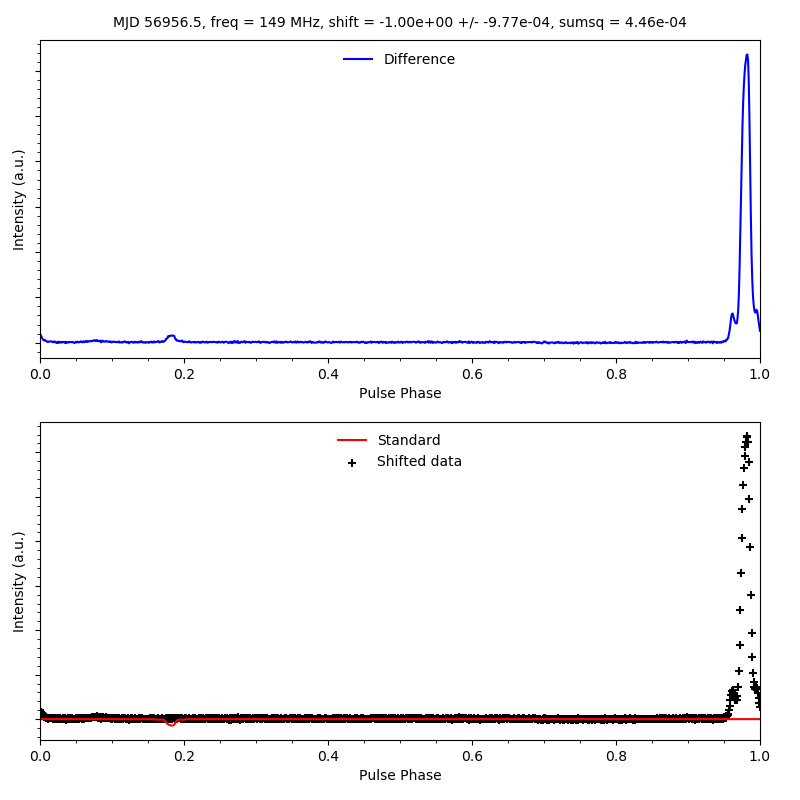 MJD 56956.5, freq = 149 MHz, shift = -1.00e+00 +/- -9.77e-04, sumsq = 4.46e-04
Difference
Intensity (a.u.)
0.0 0.2 0.4 0.6 0.8 1.0
Pulse Phase
Standard
Shifted data
Intensity (a.u.)
0.0 0.2 0.4 0.6 0.8 1.0
Pulse Phase